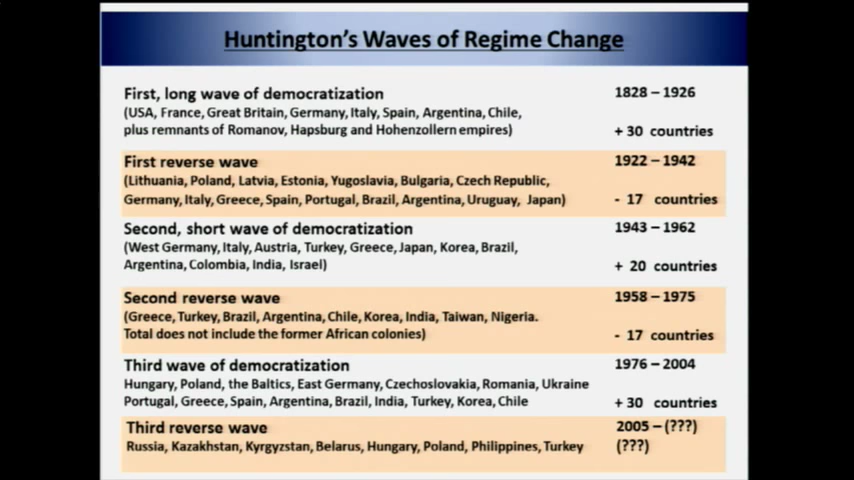 Huntington's Waves of Regime Change
First, long wave of democratization 1828 – 1926
(USA, France, Great Britain, Germany, Italy, Spain, Argentina, Chile,
plus remnants of Romanov, Hapsburg and Hohenzollern empires) + 30 countries
First reverse wave 1922 – 1942
(Lithuania, Poland, Latvia, Estonia, Yugoslavia, Bulgaria, Czech Republic,
Germany, Italy, Greece, Spain, Portugal, Brazil, Argentina, Uruguay, Japan) - 17 countries
Second, short wave of democratization 1943 – 1962
(West Germany, Italy, Austria, Turkey, Greece, Japan, Korea, Brazil,
Argentina, Colombia, India, Israel) + 20 countries
Second reverse wave 1958 – 1975
(Greece, Turkey, Brazil, Argentina, Chile, Korea, India, Taiwan, Nigeria.
Total does not include the former African colonies) - 17 countries
Third wave of democratization 1976 – 2004
Hungary, Poland, the Baltics, East Germany, Czechoslovakia, Romania, Ukraine
Portugal, Greece, Spain, Argentina, Brazil, India, Turkey, Korea, Chile + 30 countries
Third reverse wave 2005 – (???)
Russia, Kazakhstan, Kyrgyzstan, Belarus, Hungary, Poland, Philippines, Turkey (???)